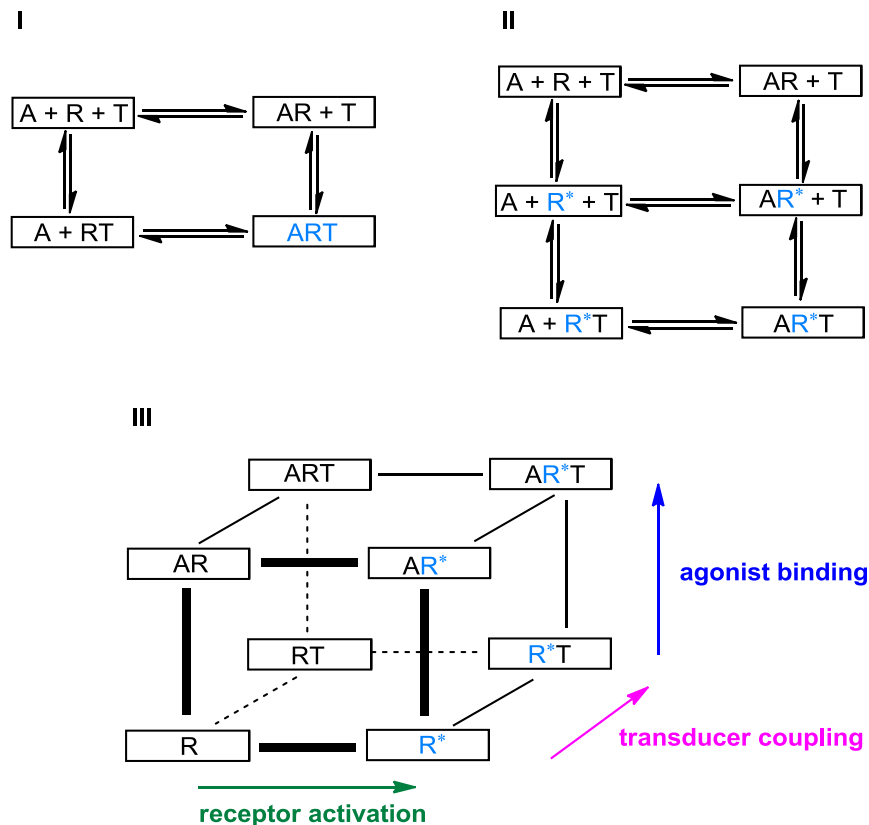 I
II
A + R + T
AR + T
A + RT
ART
A + R + T
AR + T
A + R* + T
AR* + T
A + R*T
AR*T
III
ART
AR*T
AR
AR*
agonist binding
RT
R*T
transducer coupling
R
R*
receptor activation